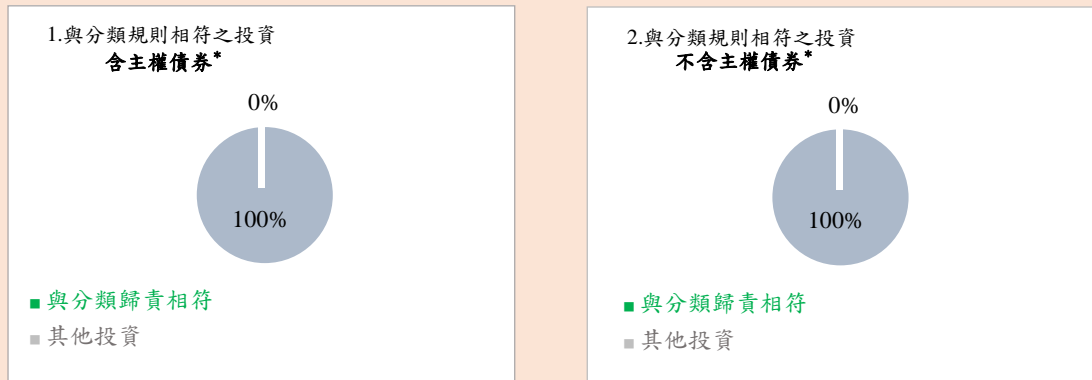 1.與分類規則相符之投資
含主權債券*
0%
100%
■ 與分類歸責相符
■ 其他投資
2.與分類規則相符之投資
不含主權債券*
0%
100%
■ 與分類歸責相符
■ 其他投資